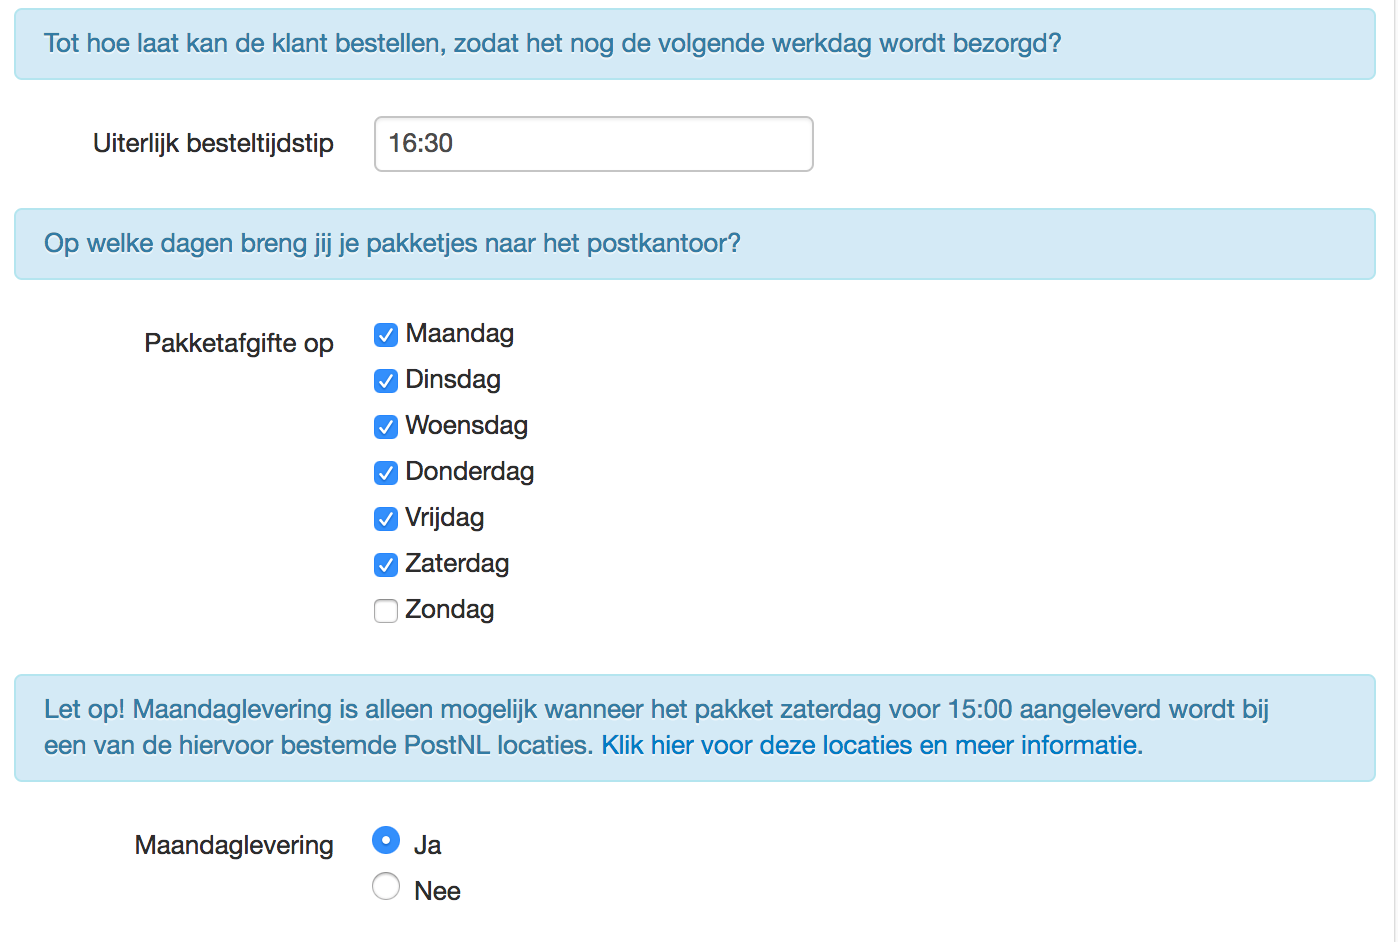 Tot hoe laat kan de klant bestellen, zodat het nog de volgende werkdag wordt bezorgd?
Uiterlijk besteltijdstip
16:30
Op welke dagen breng jij je pakketjes naar het postkantoor?
Pakketafgifte op
Maandag
Dinsdag
Woensdag
Donderdag
Vrijdag
Zaterdag
Zondag
Let op! Maandaglevering is alleen mogelijk wanneer het pakket zaterdag voor 15:00 aangeleverd wordt bij
een van de hiervoor bestemde PostNL locaties. Klik hier voor deze locaties en meer informatie.
Maandaglevering
Ja
Nee